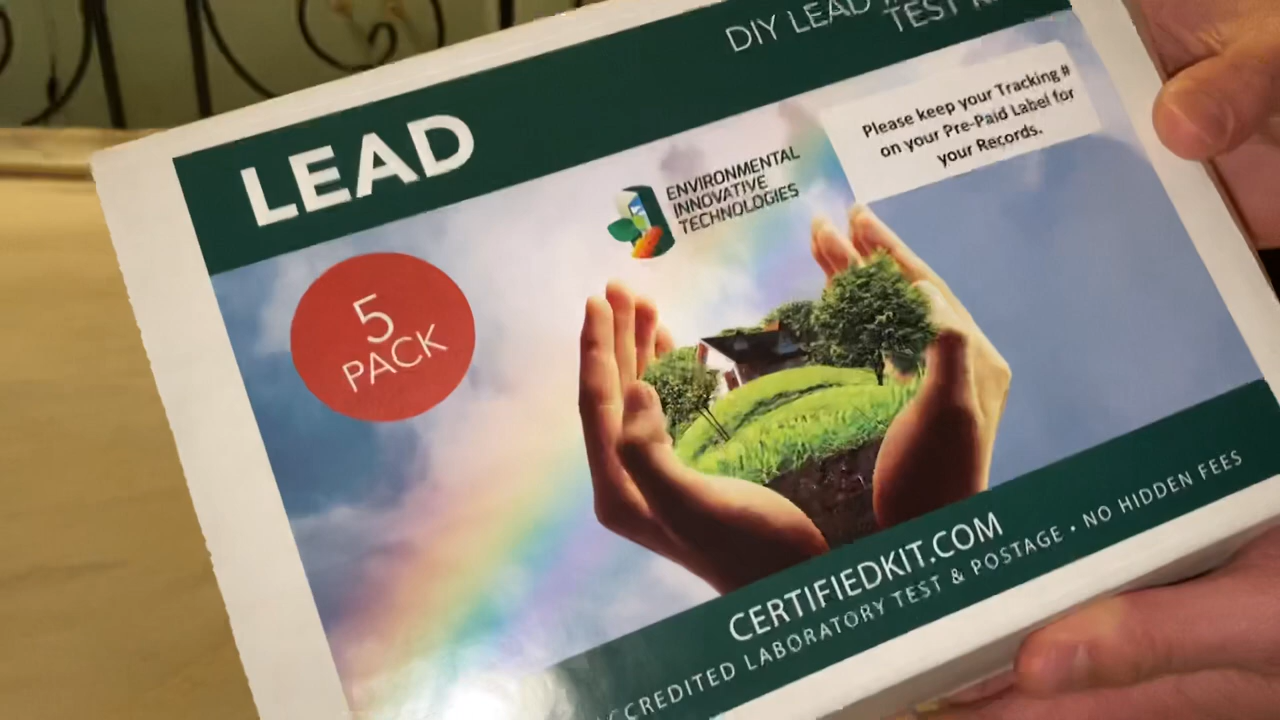 LEAD
DIY LEAD
TEST
Please keep your Tracking #
on your Pre-Paid Label for
your Records.
ENVIRONMENTAL
INNOVATIVE
TECHNOLOGIES
5
PACK
CERTIFIEDKIT.COM
LABORATORY TEST & POSTAGE • NO HIDDEN FEES